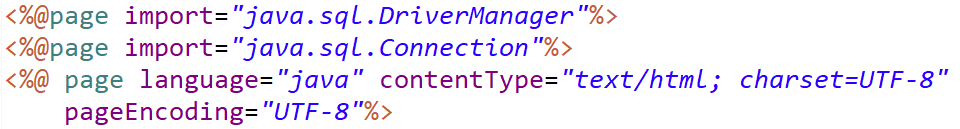 <%@page import="java.sql.DriverManager"%>
<%@page import="java.sql.Connection"%>
<%@ page language="java" contentType="text/html; charset=UTF-8"
    pageEncoding="UTF-8"%>